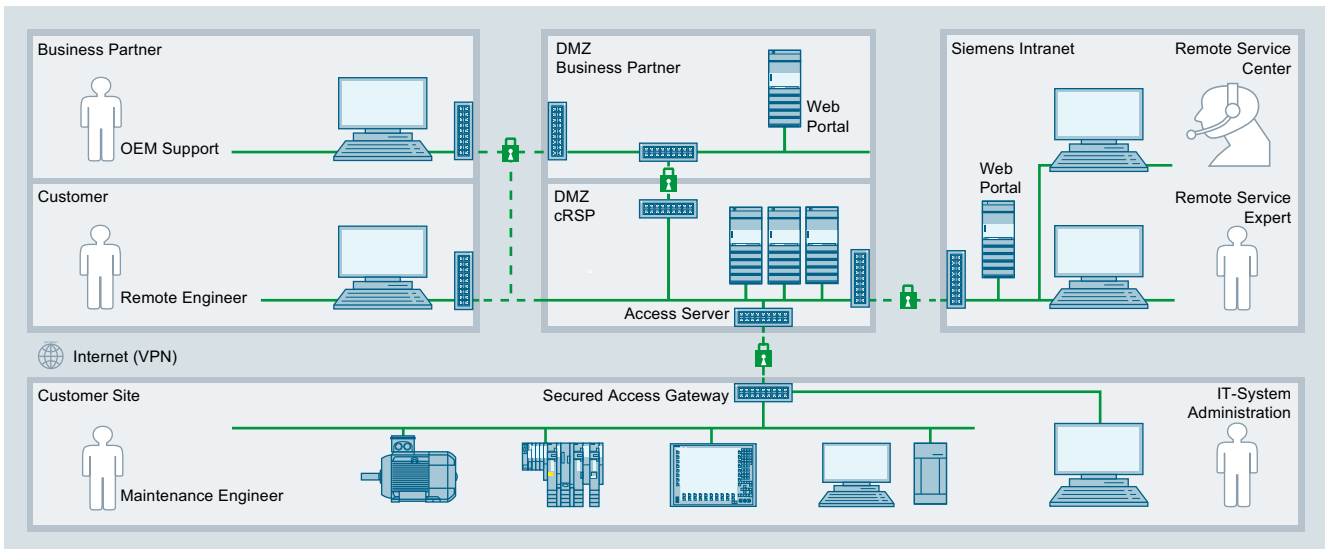 Business Partner
OEM Support
DMZ
Business Partner
Web
Portal
Siemens Intranet
Remote Service
Center
Customer
Remote Engineer
DMZ
cRSP
Access Server
Web
Portal
Remote Service
Expert
Internet (VPN)
Customer Site
Maintenance Engineer
Secured Access Gateway
IT-System
Administration